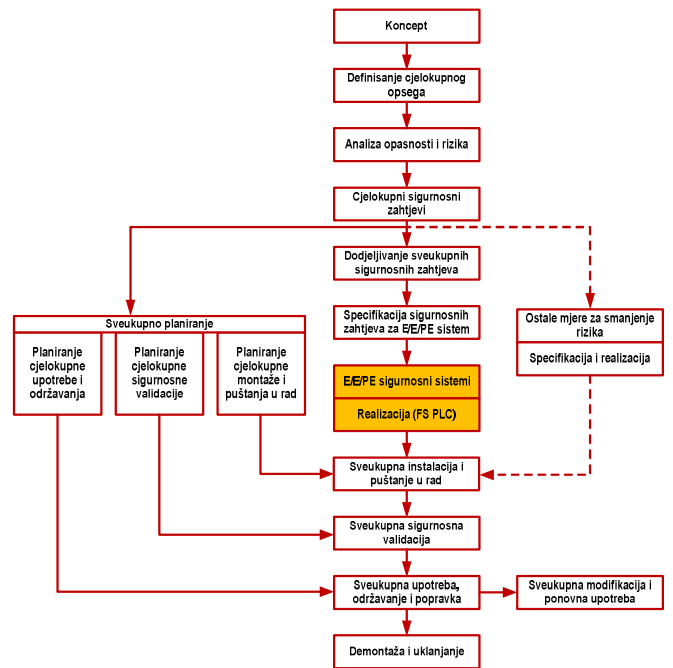 Koncept
Definisanje cjelokupnog
opsega
Analiza opasnosti i rizika
Cjelokupni sigurnosni
zahtjevi
Dodjeljivanje sveukupnih
sigurnosnih zahtjeva
Specifikacija sigurnosnih
zahtjeva za E/E/PE sistem
Sveukupno planiranje
Planiranje
cjelokupne
upotrebe i
održavanja
Planiranje
cjelokupne
sigurnosne
validacije
Planiranje
cjelokupne
montaže i
puštanja u rad
Ostale mjere za smanjenje
rizika
Specifikacija i realizacija
E/E/PE sigurnosni sistemi
Realizacija (FS PLC)
Sveukupna instalacija i
puštanje u rad
Sveukupna sigurnosna
validacija
Sveukupna upotreba,
održavanje i popravka
Sveukupna modifikacija i
ponovna upotreba
Demontaža i uklanjanje